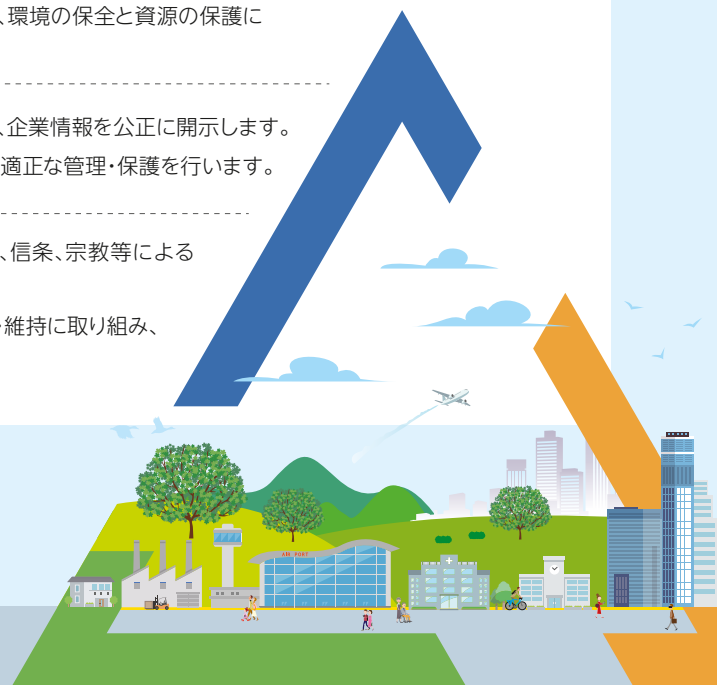 、環境の保全と資源の保護に
、企業情報を公正に開示します。
適正な管理・保護を行います。
、信条、宗教等による
維持に取り組み、
AIR PORT